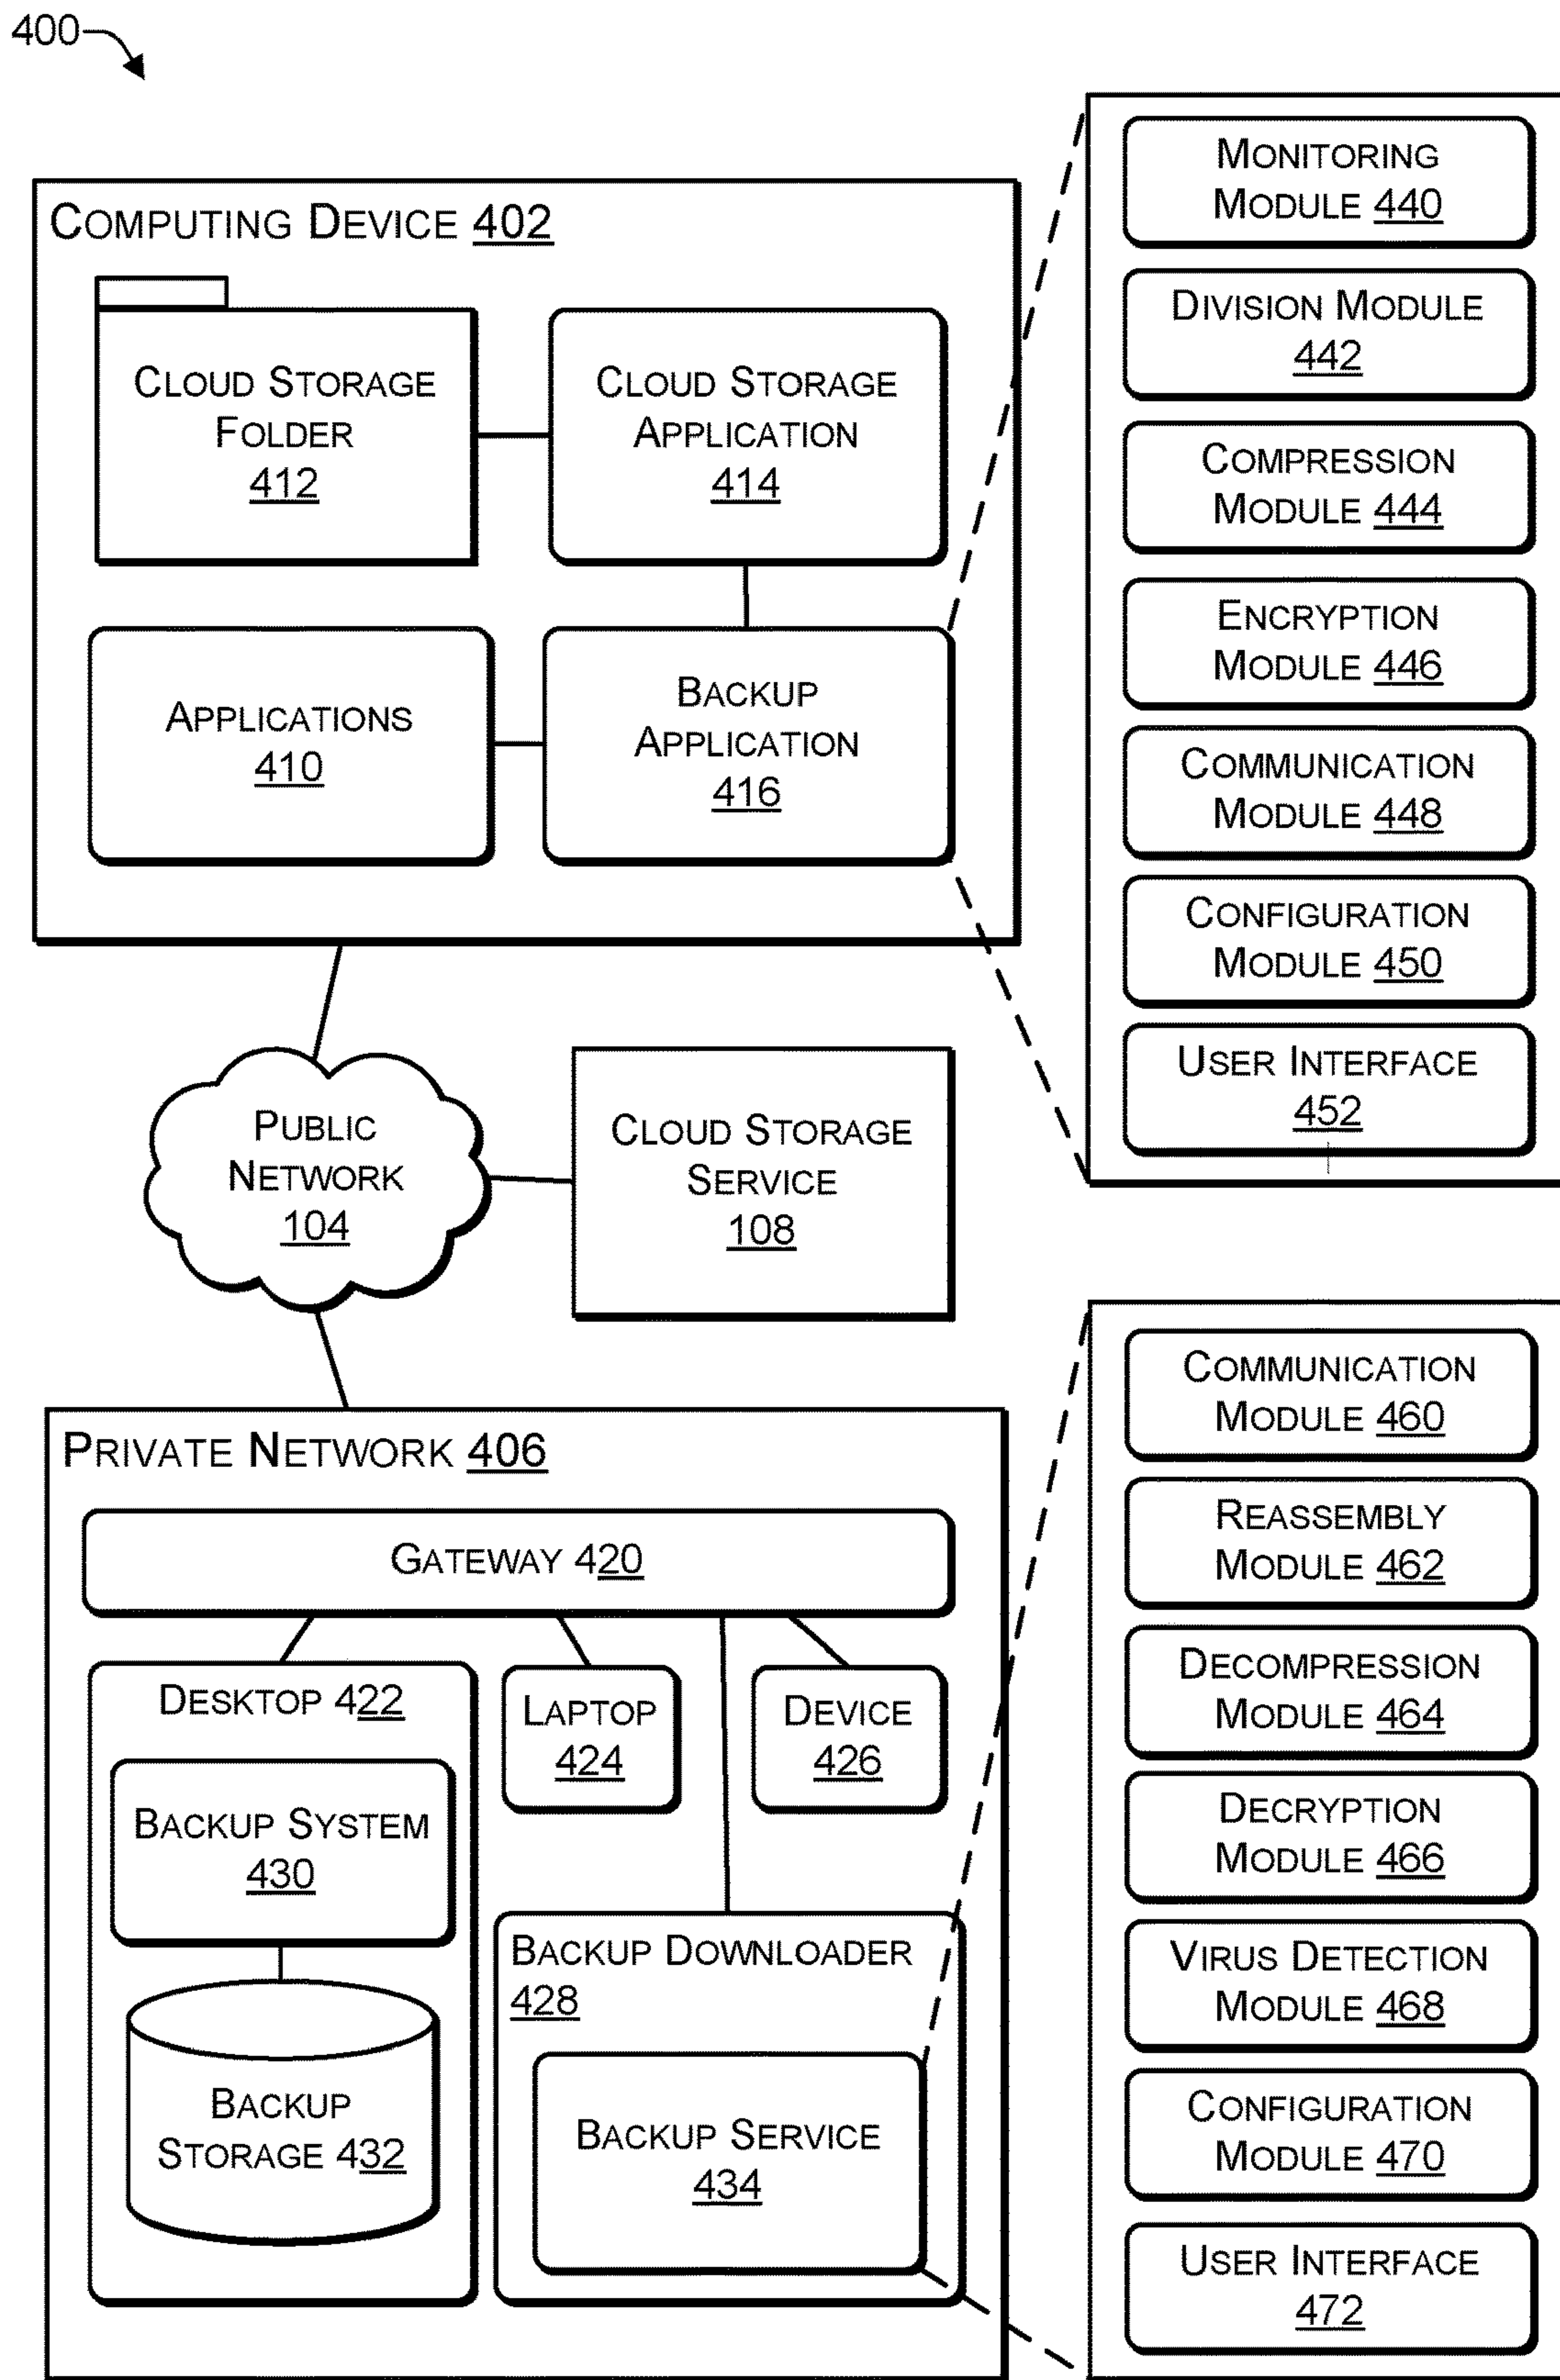 400
COMPUTING DEVICE 402
CLOUD STORAGE
FOLDER
412
CLOUD STORAGE
APPLICATION
414
APPLICATIONS
410
BACKUP
APPLICATION
416
MONITORING
MODULE 440
DIVISION MODULE
442
COMPRESSION
MODULE 444
ENCRYPTION
MODULE 446
COMMUNICATION
MODULE 448
CONFIGURATION
MODULE 450
USER INTERFACE
452
PUBLIC
NETWORK
104
CLOUD STORAGE
SERVICE
108
PRIVATE NETWORK 406
GATEWAY 420
DESKTOP 422
LAPTOP
424
DEVICE
426
BACKUP SYSTEM
430
BACKUP
STORAGE 432
BACKUP DOWNLOADER
428
BACKUP SERVICE
434
COMMUNICATION
MODULE 460
REASSEMBLY
MODULE 462
DECOMPRESSION
MODULE 464
DECRYPTION
MODULE 466
VIRUS DETECTION
MODULE 468
CONFIGURATION
MODULE 470
USER INTERFACE
472